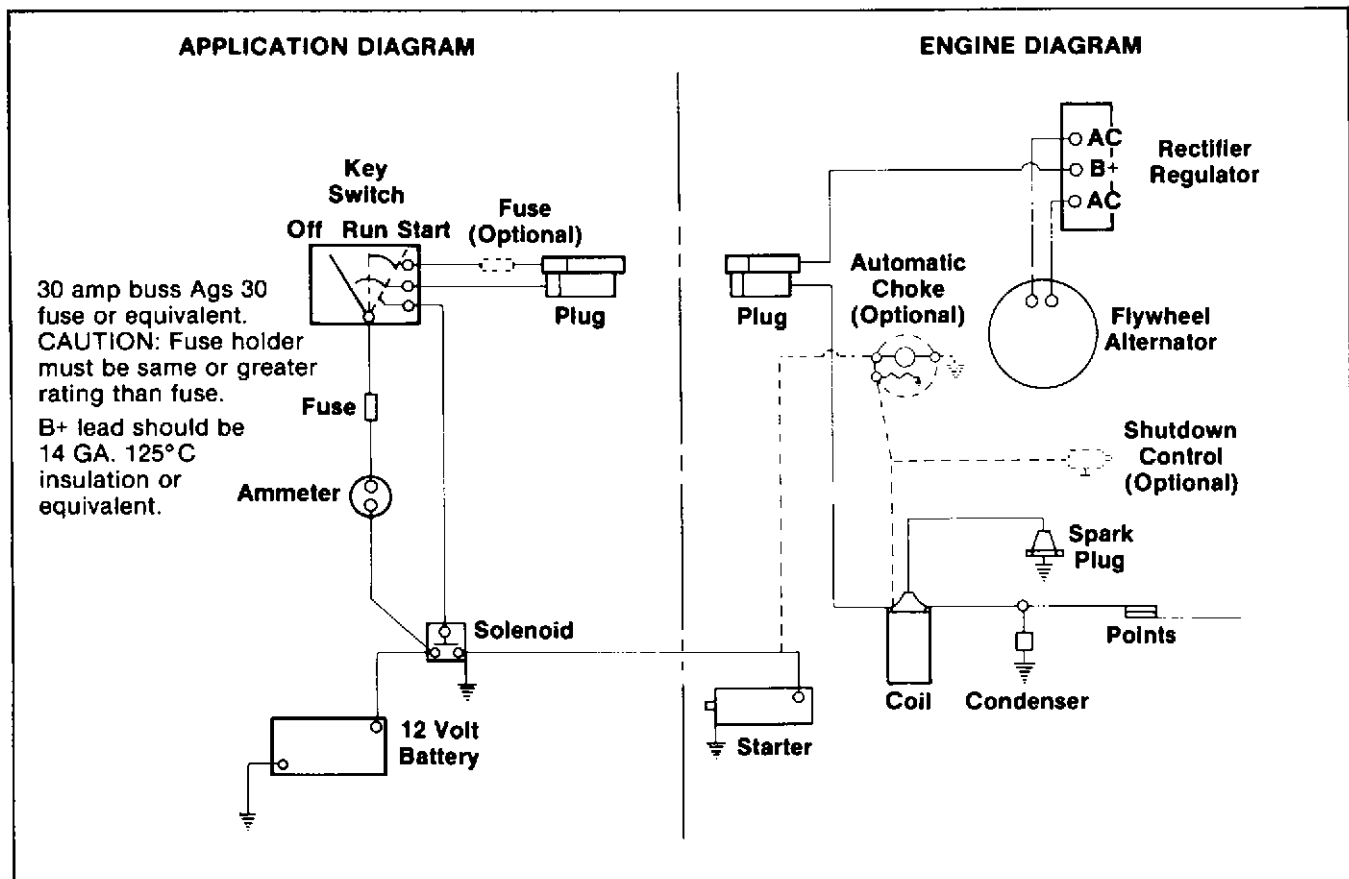 APPLICATION DIAGRAM
ENGINE DIAGRAM
Key
Switch
Off Run Start
Fuse
(Optional)
Plug
30 amp buss Ags 30
fuse or equivalent.
CAUTION: Fuse holder
must be same or greater
rating than fuse.
B+ lead should be
14 GA. 125°C
insulation or
equivalent.
Fuse
Ammeter
Solenoid
12 Volt
Battery
AC
B+
AC
Rectifier
Regulator
Plug
Automatic
Choke
(Optional)
Flywheel
Alternator
Shutdown
Control
(Optional)
Spark
Plug
Points
Coil
Condenser
Starter